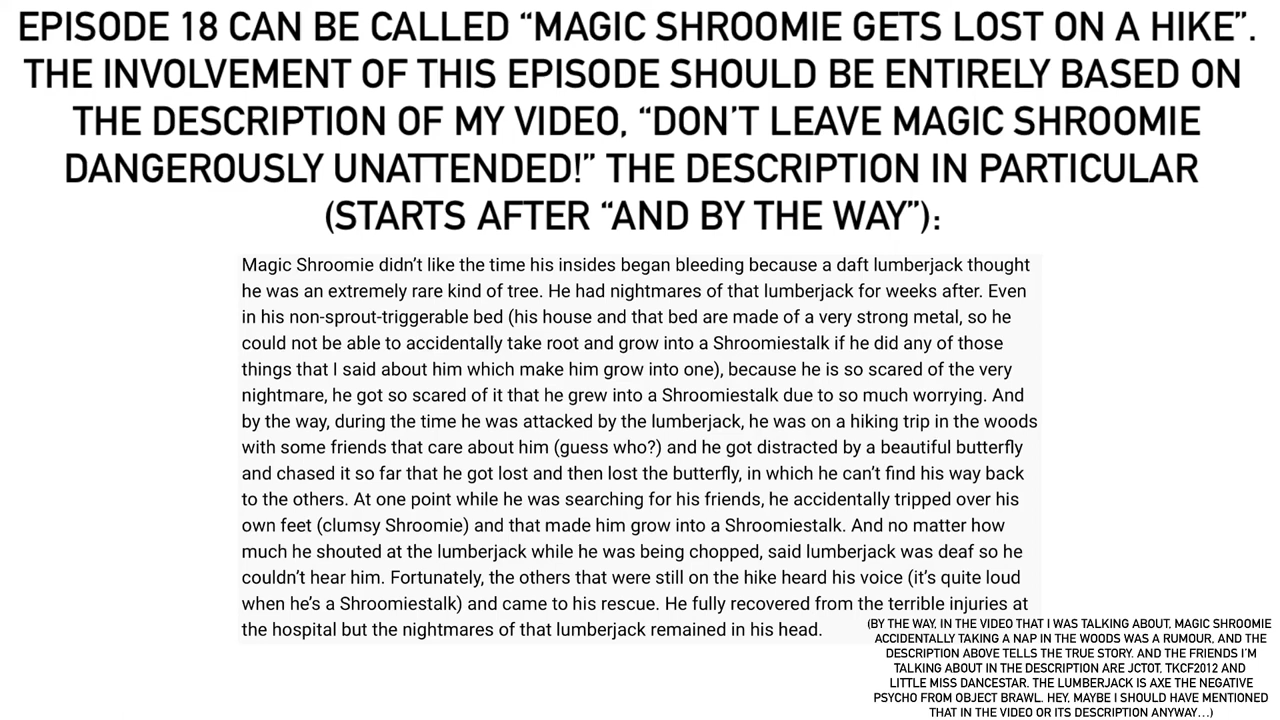 EPISODE 18 CAN BE CALLED “MAGIC SHROOMIE GETS LOST ON A HIKE”.
THE INVOLVEMENT OF THIS EPISODE SHOULD BE ENTIRELY BASED ON
THE DESCRIPTION OF MY VIDEO, “DON’T LEAVE MAGIC SHROOMIE
DANGEROUSLY UNATTENDED!” THE DESCRIPTION IN PARTICULAR
(STARTS AFTER “AND BY THE WAY”):
Magic Shroomie didn’t like the time his insides began bleeding because a daft lumberjack thought
he was an extremely rare kind of tree. He had nightmares of that lumberjack for weeks after. Even
in his non-sprout-triggerable bed (his house and that bed are made of a very strong metal, so he
could not be able to accidentally take root and grow into a Shroomiestalk if he did any of those
things that I said about him which make him grow into one), because he is so scared of the very
nightmare, he got so scared of it that he grew into a Shroomiestalk due to so much worrying. And
by the way, during the time he was attacked by the lumberjack, he was on a hiking trip in the woods
with some friends that care about him (guess who?) and he got distracted by a beautiful butterfly
and chased it so far that he got lost and then lost the butterfly, in which he can’t find his way back
to the others. At one point while he was searching for his friends, he accidentally tripped over his
own feet (clumsy Shroomie) and that made him grow into a Shroomiestalk. And no matter how
much he shouted at the lumberjack while he was being chopped, said lumberjack was deaf so he
couldn’t hear him. Fortunately, the others that were still on the hike heard his voice (it’s quite loud
when he’s a Shroomiestalk) and came to his rescue. He fully recovered from the terrible injuries at
the hospital but the nightmares of that lumberjack remained in his head.
(BY THE WAY, IN THE VIDEO THAT I WAS TALKING ABOUT, MAGIC SHROOMIE
ACCIDENTALLY TAKING A NAP IN THE WOODS WAS A RUMOUR, AND THE
DESCRIPTION ABOVE TELLS THE TRUE STORY. AND THE FRIENDS I’M
TALKING ABOUT IN THE DESCRIPTION ARE JCTOT, TKCF2012 AND
LITTLE MISS DANCESTAR. THE LUMBERJACK IS AXE THE NEGATIVE
PSYCHO FROM OBJECT BRAWL. HEY, MAYBE I SHOULD HAVE MENTIONED
THAT IN THE VIDEO OR ITS DESCRIPTION ANYWAY...)